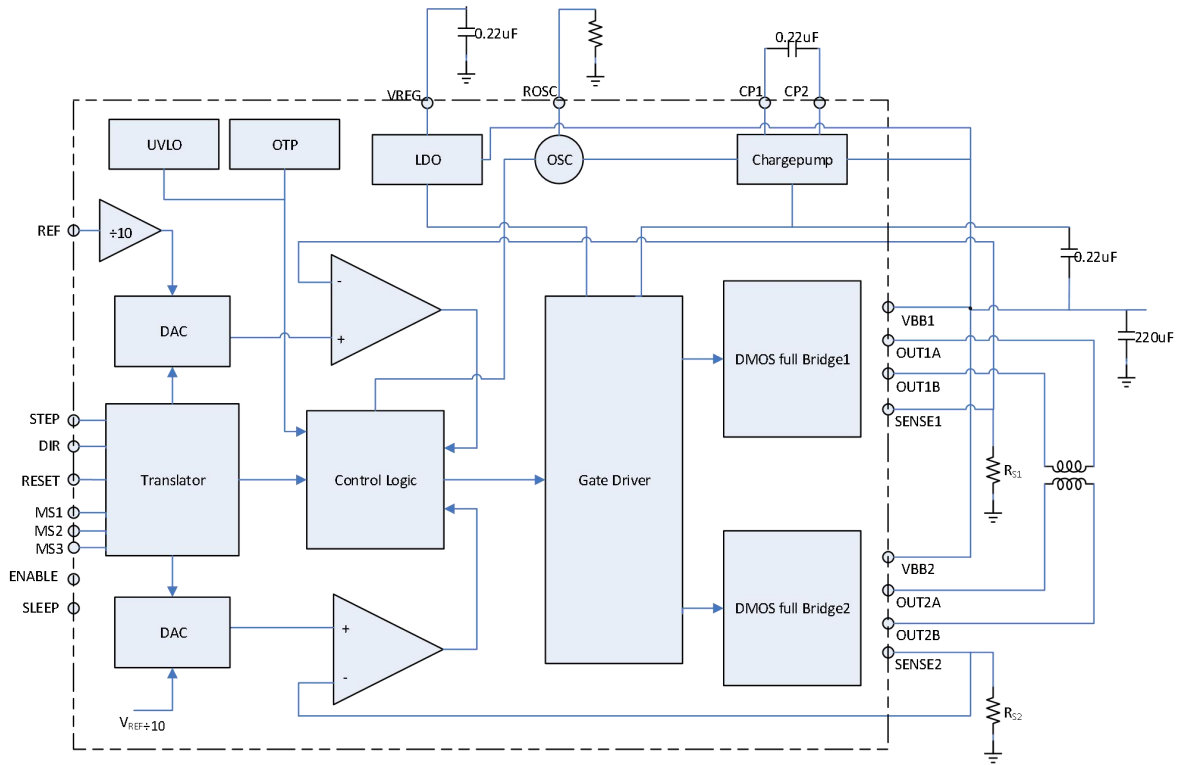 0.22uF
0.22uF
VREG
ROSC
CP1
CP2
UVLO
OTP
LDO
OSC
Chargepump
REF
÷10
0.22uF
-
+
DAC
DMOS full Bridge1
VBB1
220uF
OUT1A
OUT1B
SENSE1
STEP
DIR
RESET
MS1
MS2
MS3
ENABLE
SLEEP
Translator
Control Logic
Gate Driver
RS1
DMOS full Bridge2
VBB2
OUT2A
OUT2B
SENSE2
DAC
+
-
VREF÷10
RS2